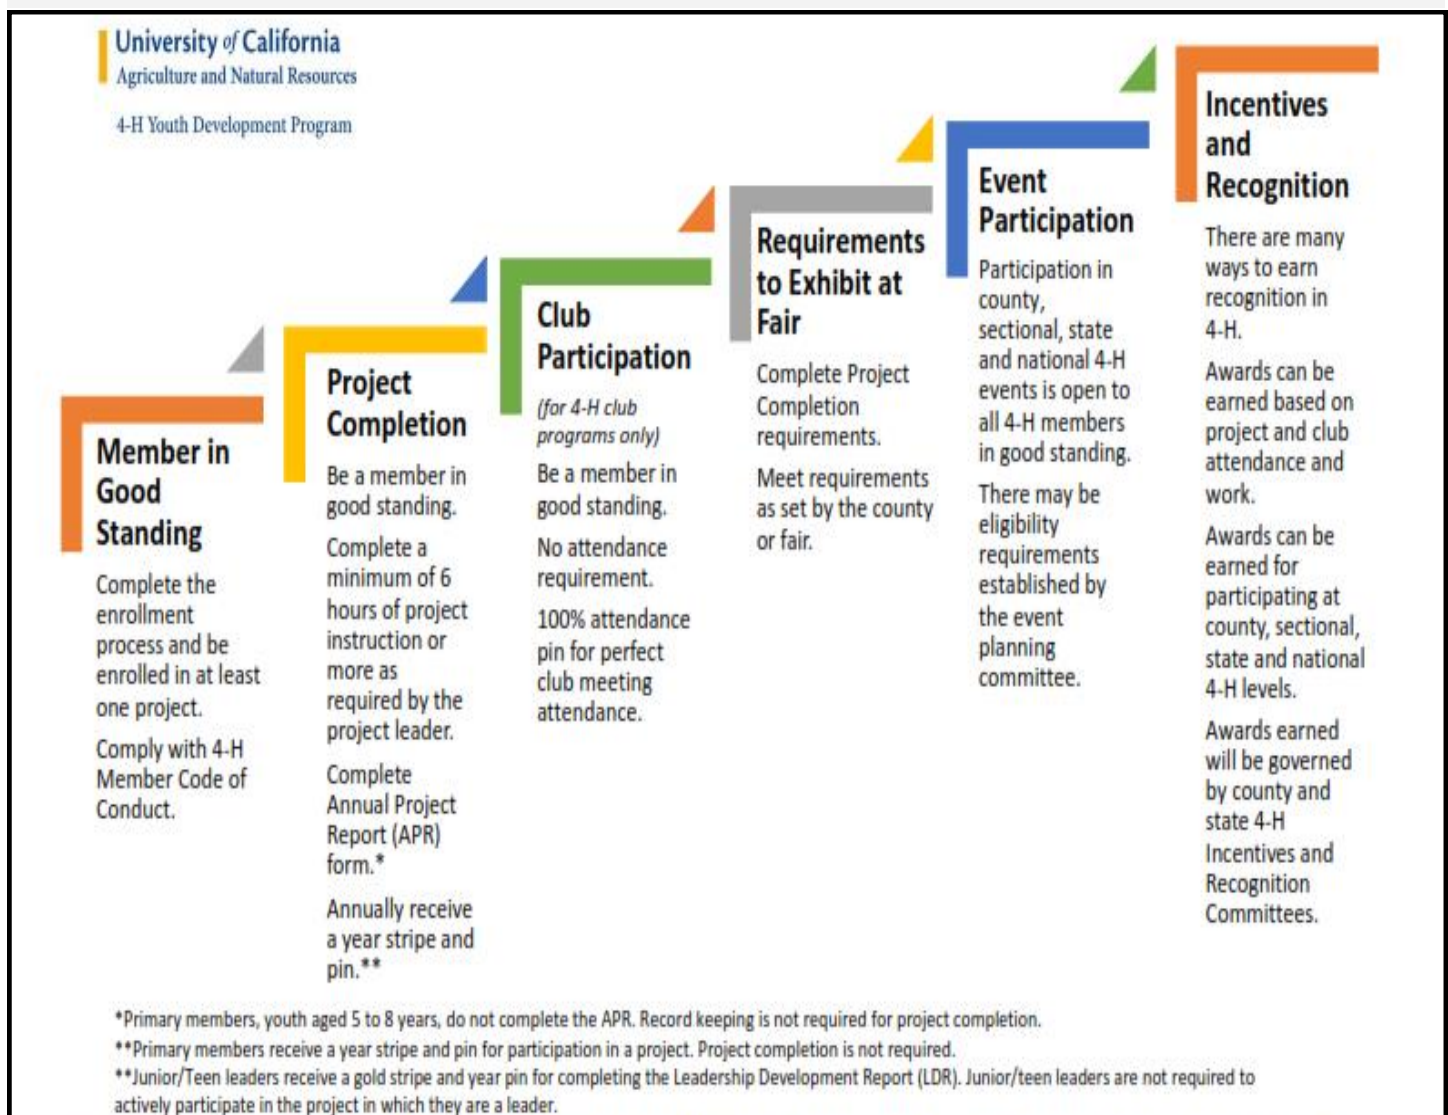 University of California
Agriculture and Natural Resources
4-H Youth Development Program
Member in
Good
Standing
Complete the
enrollment
process and be
enrolled in at least
one project.
Comply with 4-H
Member Code of
Conduct.
Project
Completion
Be a member in
good standing.
Complete a
minimum of 6
hours of project
instruction or
more as
required by the
project leader.
Complete
Annual Project
Report (APR)
form.*
Annually receive
a year stripe and
pin.**
Club
Participation
(for 4-H club
programs only)
Be a member in
good standing.
No attendance
requirement.
100% attendance
pin for perfect
club meeting
attendance.
Requirements
to Exhibit at
Fair
Complete Project
Completion
requirements.
Meet requirements
as set by the county
or fair.
Event
Participation
Participation in
county,
sectional, state
and national 4-H
events is open to
all 4-H members
in good standing.
There may be
eligibility
requirements
established by
the event
planning
committee.
Incentives
and
Recognition
There are many
ways to earn
recognition in
4-H.
Awards can be
earned based on
project and club
attendance and
work.
Awards can be
earned for
participating at
county, sectional,
state and national
4-H levels.
Awards earned
will be governed
by county and
state 4-H
Incentives and
Recognition
Committees.
*Primary members, youth aged 5 to 8 years, do not complete the APR. Record keeping is not required for project completion.
**Primary members receive a year stripe and pin for participation in a project. Project completion is not required.
**Junior/Teen leaders receive a gold stripe and year pin for completing the Leadership Development Report (LDR). Junior/teen leaders are not required to
actively participate in the project in which they are a leader.